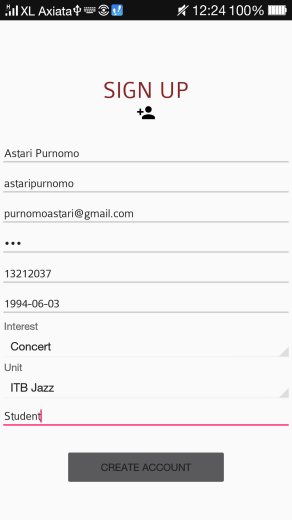 XL Axiata 12:24 100%
SIGN UP
Astari Purnomo
astaripurnomo
purnomoastari@gmail.com
•••
13212037
1994-06-03
Interest
Concert
Unit
ITB Jazz
Student
CREATE ACCOUNT